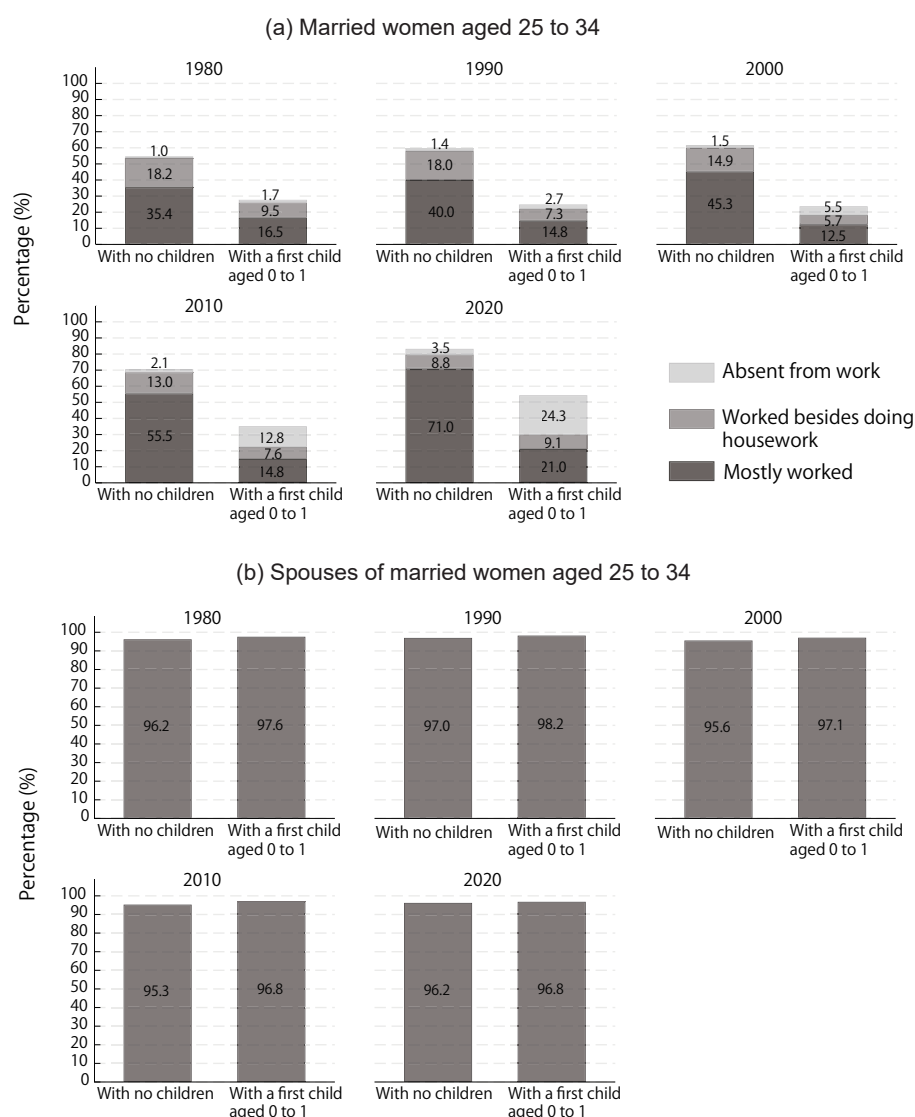 (a) Married women aged 25 to 34
1980 1990 2000
100
90
80
70
60
50
40
30
20
10
0
1.0
18.2
35.4
1.7
9.5
16.5
1.4
18.0
40.0
2.7
7.3
14.8
1.5
14.9
45.3
5.5
5.7
12.5
With no children With a first child
aged 0 to 1
With no children With a first child
aged 0 to 1
With no children With a first child
aged 0 to 1
Percentage (%)
2010 2020
100
90
80
70
60
50
40
30
20
10
0
2.1
13.0
55.5
12.8
7.6
14.8
3.5
8.8
71.0
24.3
9.1
21.0
With no children With a first child
aged 0 to 1
With no children With a first child
aged 0 to 1
Absent from work
Worked besides doing
housework
Mostly worked
(b) Spouses of married women aged 25 to 34
1980 1990 2000
100
90
80
70
60
50
40
30
20
10
0
96.2 97.6 97.0 98.2 95.6 97.1
With no children With a first child
aged 0 to 1
With no children With a first child
aged 0 to 1
With no children With a first child
aged 0 to 1
Percentage (%)
2010 2020
100
90
80
70
60
50
40
30
20
10
0
95.3 96.8 96.2 96.8
With no children With a first child
aged 0 to 1
With no children With a first child
aged 0 to 1